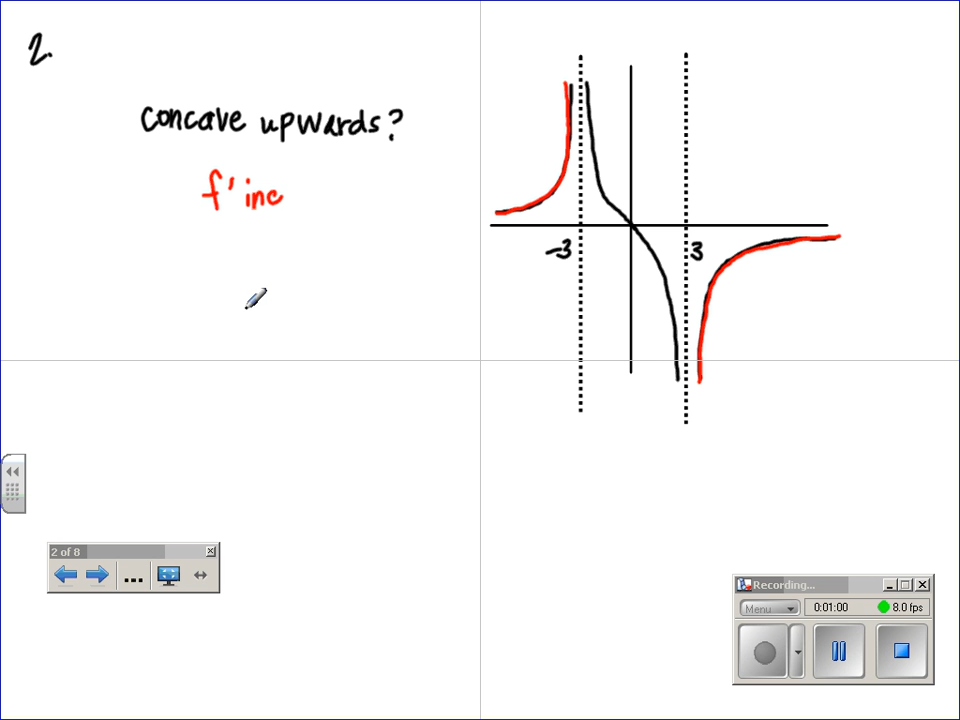 2.
concave upwards?
f' inc
-3
3
2 of 8
...
Recording...
Menu
0:01:00
8.0 fps